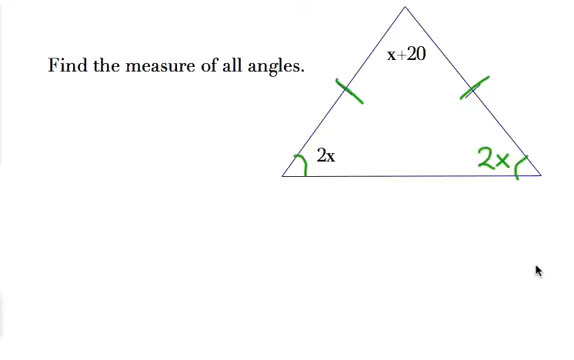 Find the measure of all angles.
x+20
2x
2x